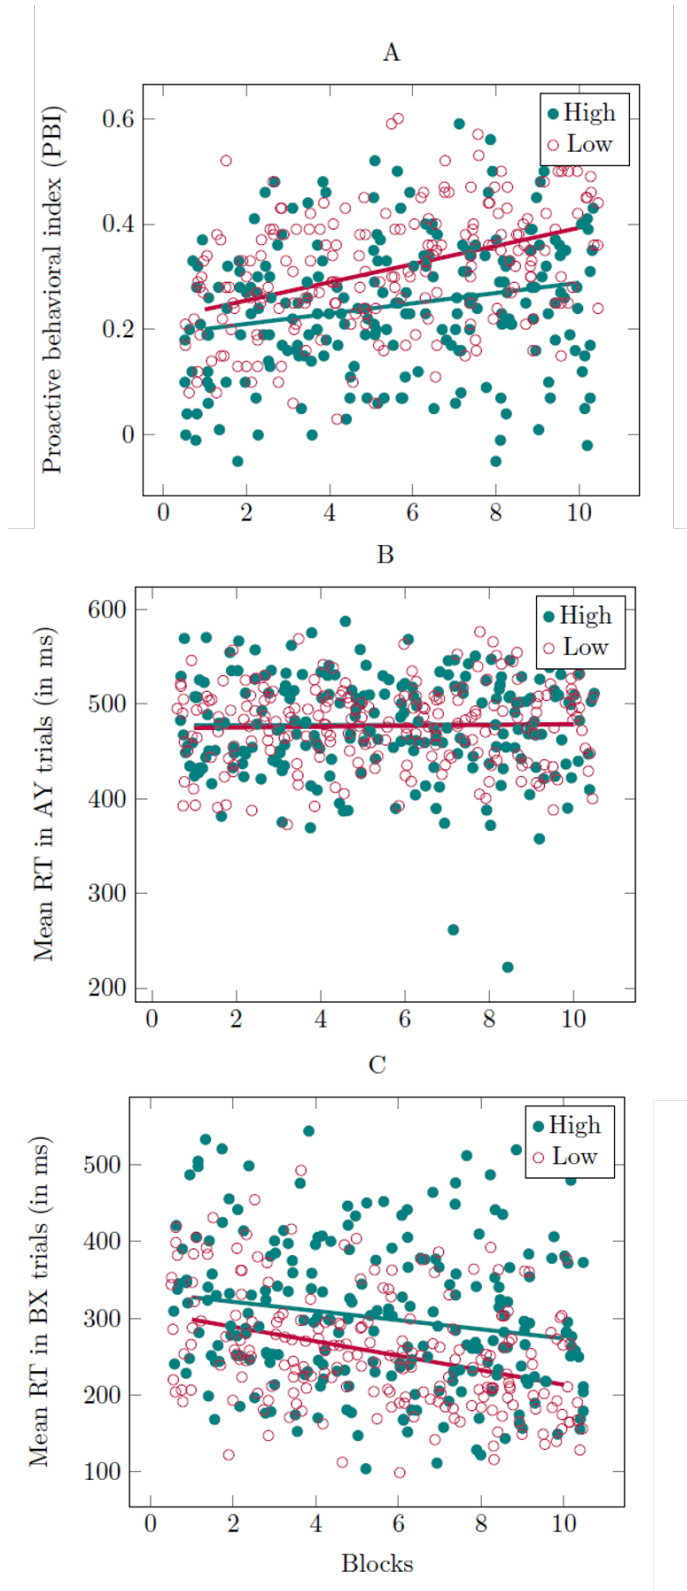 A
Proactive behavioral index (PBI)
0.6
0.4
0.2
0
High
Low
0 2 4 6 8 10
B
Mean RT in AY trials (in ms)
600
500
400
300
200
High
Low
0 2 4 6 8 10
C
Mean RT in BX trials (in ms)
500
400
300
200
100
High
Low
0 2 4 6 8 10
Blocks